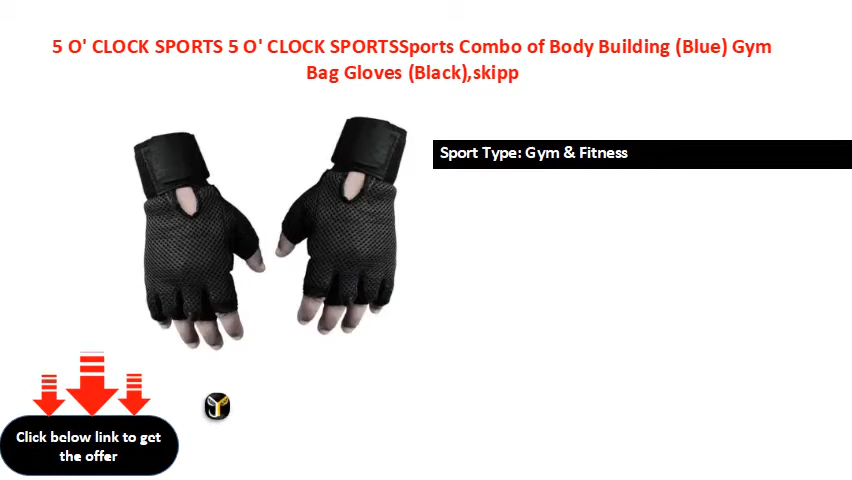 5 O' CLOCK SPORTS 5 O' CLOCK SPORTSSports Combo of Body Building (Blue) Gym
Bag Gloves (Black),skipp
Sport Type: Gym & Fitness
Click below link to get
the offer